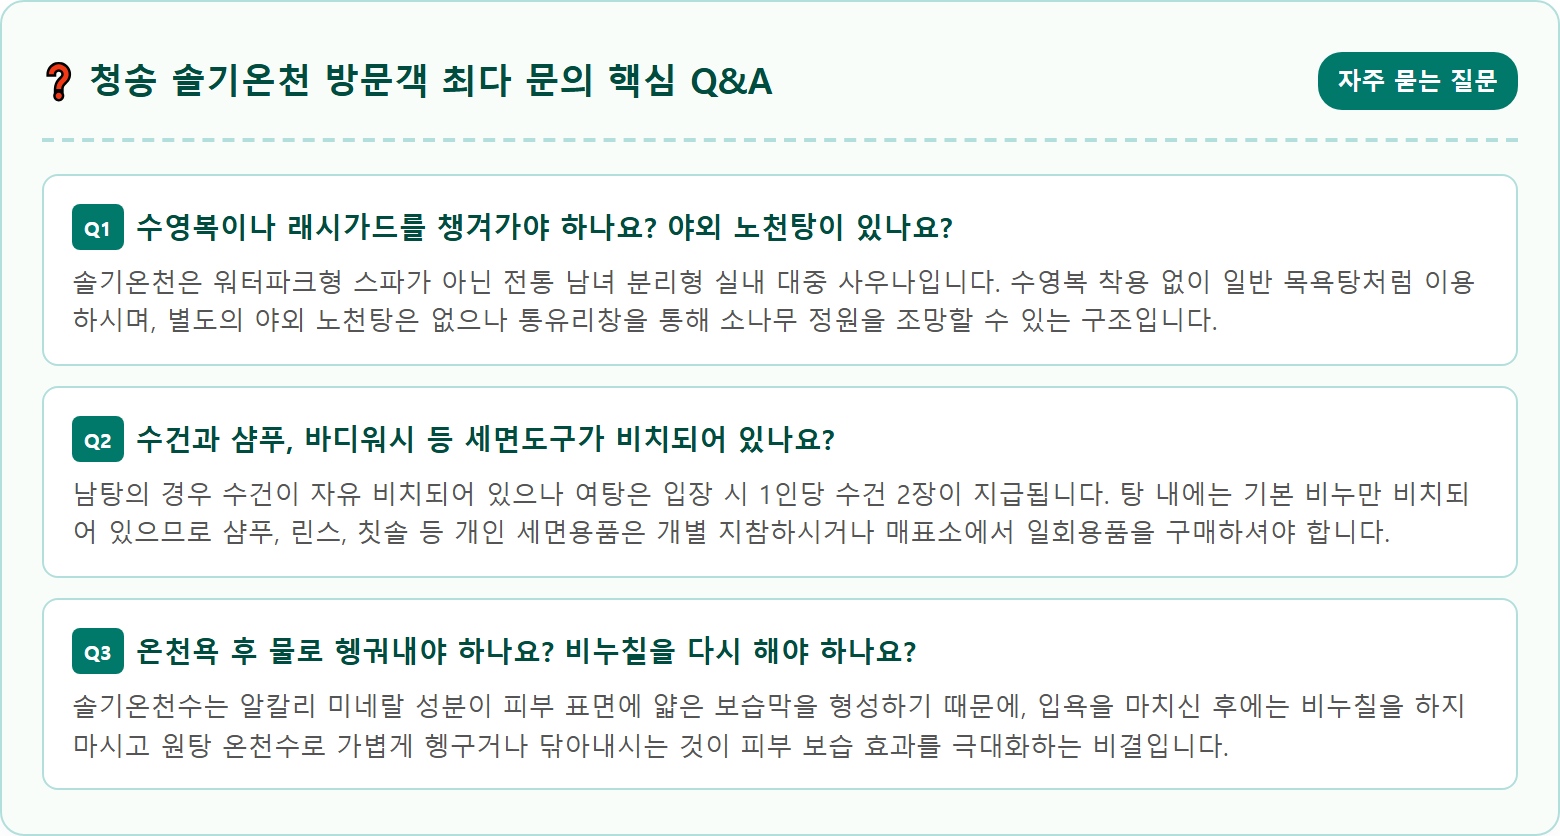 ❓ 청송 솔기온천 방문객 최다 문의 핵심 Q&A
자주 묻는 질문
Q1 수영복이나 래시가드를 챙겨가야 하나요? 야외 노천탕이 있나요?
솔기온천은 워터파크형 스파가 아닌 전통 남녀 분리형 실내 대중 사우나입니다. 수영복 착용 없이 일반 목욕탕처럼 이용
하시며, 별도의 야외 노천탕은 없으나 통유리창을 통해 소나무 정원을 조망할 수 있는 구조입니다.
Q2 수건과 샴푸, 바디워시 등 세면도구가 비치되어 있나요?
남탕의 경우 수건이 자유 비치되어 있으나 여탕은 입장 시 1인당 수건 2장이 지급됩니다. 탕 내에는 기본 비누만 비치되
어 있으므로 샴푸, 린스, 칫솔 등 개인 세면용품은 개별 지참하시거나 매표소에서 일회용품을 구매하셔야 합니다.
Q3 온천욕 후 물로 헹궈내야 하나요? 비누칠을 다시 해야 하나요?
솔기온천수는 알칼리 미네랄 성분이 피부 표면에 얇은 보습막을 형성하기 때문에, 입욕을 마치신 후에는 비누칠을 하지
마시고 원탕 온천수로 가볍게 헹구거나 닦아내시는 것이 피부 보습 효과를 극대화하는 비결입니다.